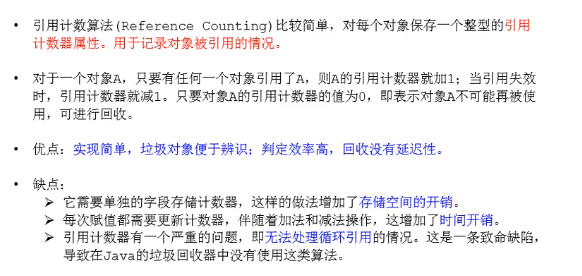 • 引用计数算法(Reference Counting)比较简单，对每个对象保存一个整型的引用
计数器属性。用于记录对象被引用的情况。
• 对于一个对象A，只要有任何一个对象引用了A，则A的引用计数器就加1；当引用失效
时，引用计数器就减1。只要对象A的引用计数器的值为0，即表示对象A不可能再被使
用，可进行回收。
• 优点：实现简单，垃圾对象便于辨识；判定效率高，回收没有延迟性。
• 缺点：
➢ 它需要单独的字段存储计数器，这样的做法增加了存储空间的开销。
➢ 每次赋值都需要更新计数器，伴随着加法和减法操作，这增加了时间开销。
➢ 引用计数器有一个严重的问题，即无法处理循环引用的情况。这是一条致命缺陷，
导致在Java的垃圾回收器中没有使用这类算法。